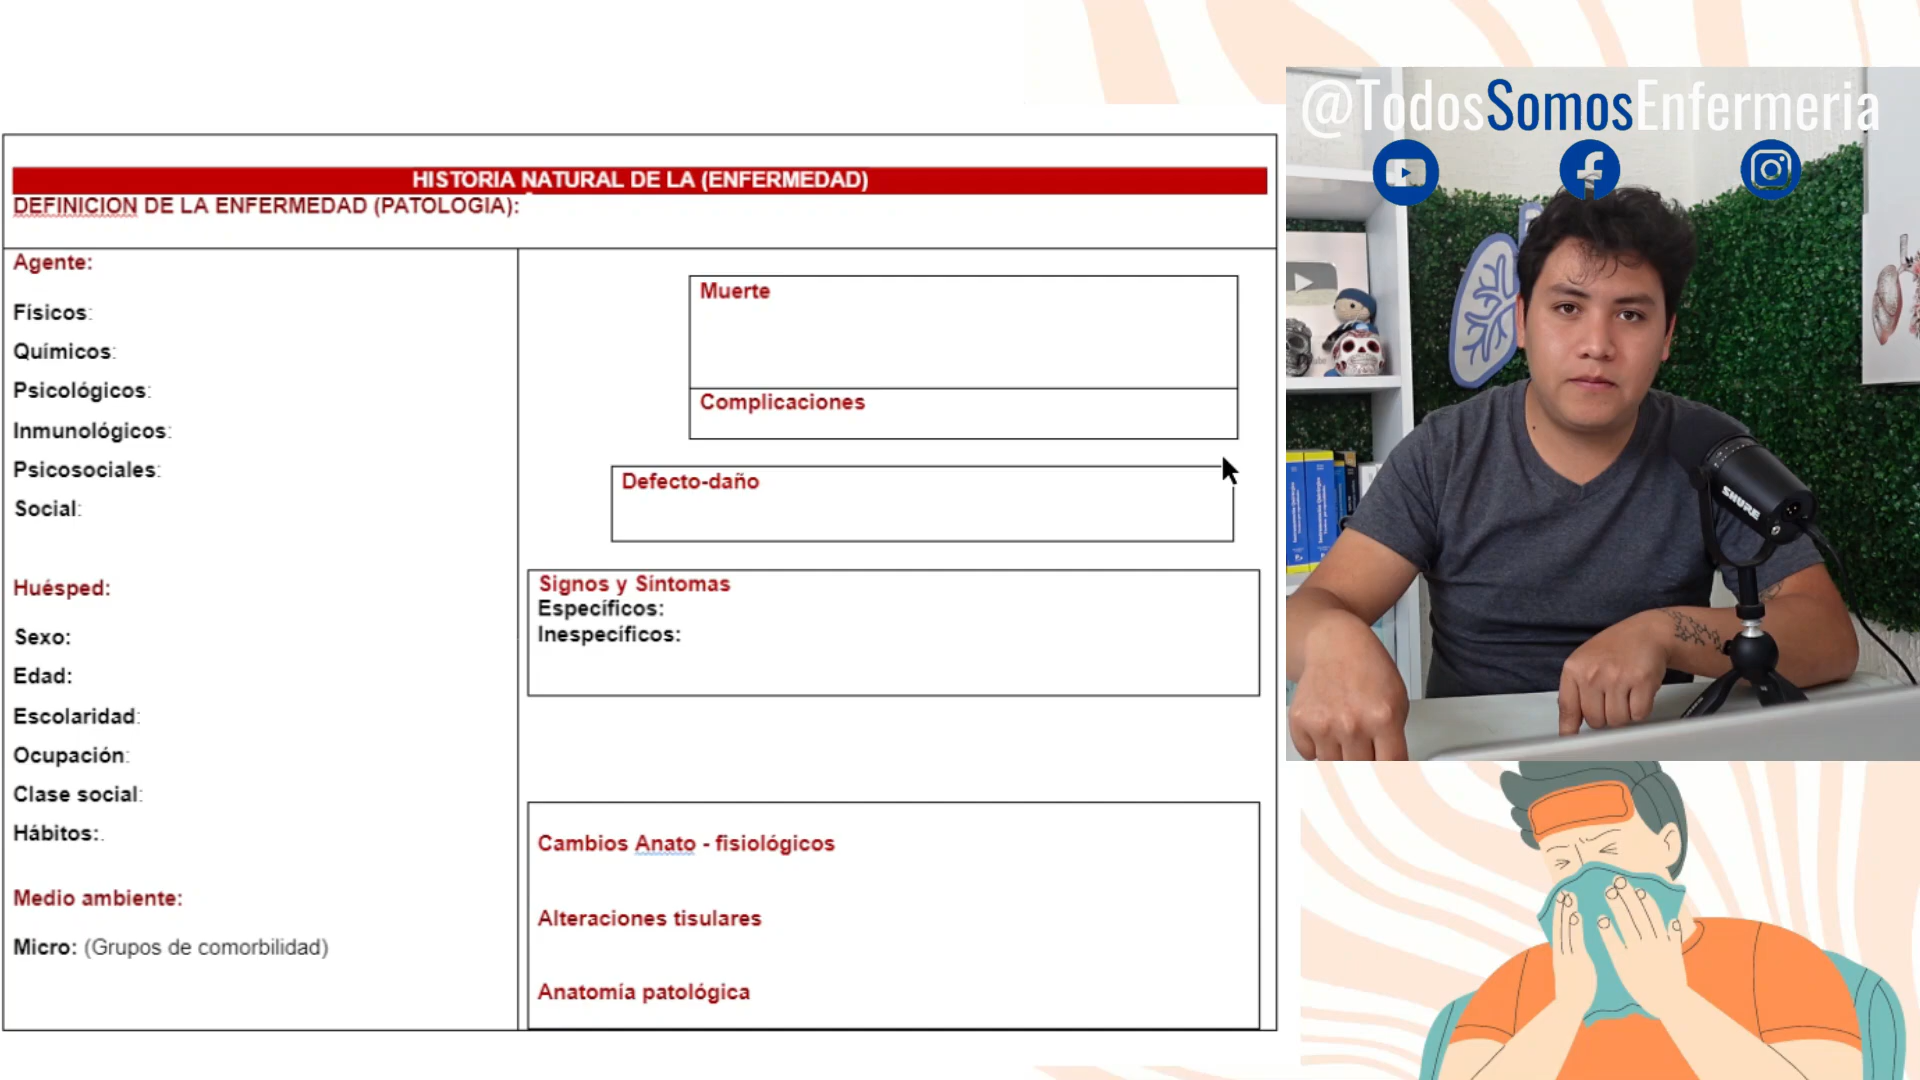 @TodosSomosEnfermeria
HISTORIA NATURAL DE LA (ENFERMEDAD)
DEFINICION DE LA ENFERMEDAD (PATOLOGIA):
Agente:
Físicos:
Químicos:
Psicológicos:
Inmunológicos:
Psicosociales:
Social:
Huésped:
Sexo:
Edad:
Escolaridad:
Ocupación:
Clase social:
Hábitos:.
Medio ambiente:
Micro: (Grupos de comorbilidad)
Muerte
Complicaciones
Defecto-daño
Signos y Síntomas
Específicos:
Inespecíficos:
Cambios Anato - fisiológicos
Alteraciones tisulares
Anatomía patológica
SHURE